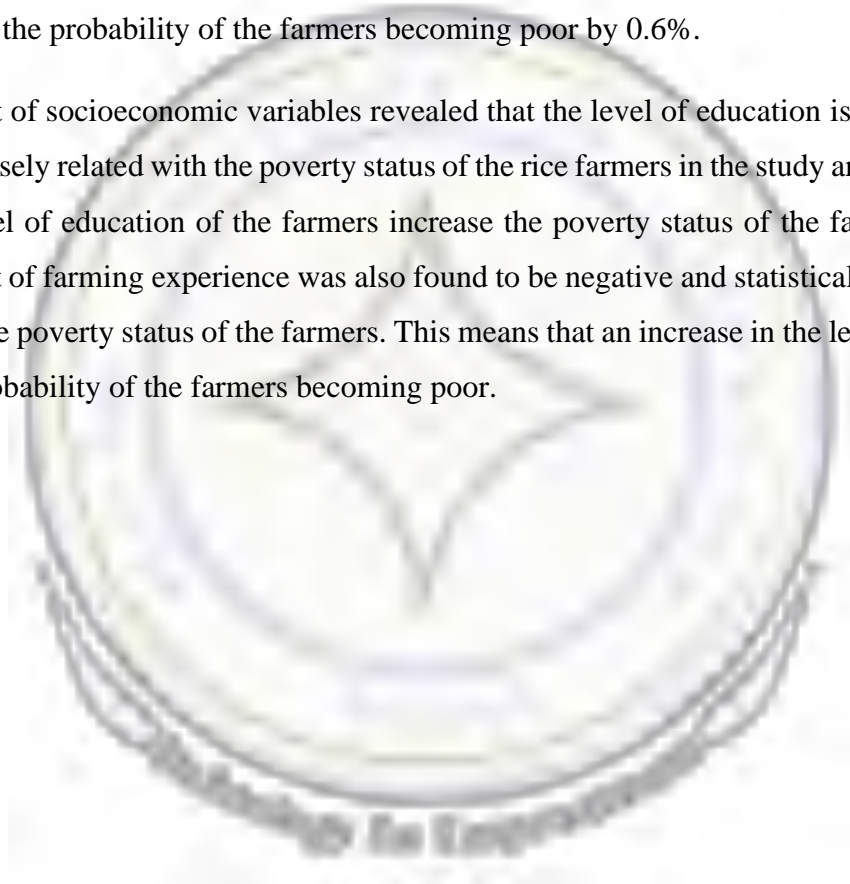 the probability of the farmers becoming poor by 0.6%.
of socioeconomic variables revealed that the level of education is
sely related with the poverty status of the rice farmers in the study
el of education of the farmers increase the poverty status of the
of farming experience was also found to be negative and statistical
e poverty status of the farmers. This means that an increase in the
bability of the farmers becoming poor.